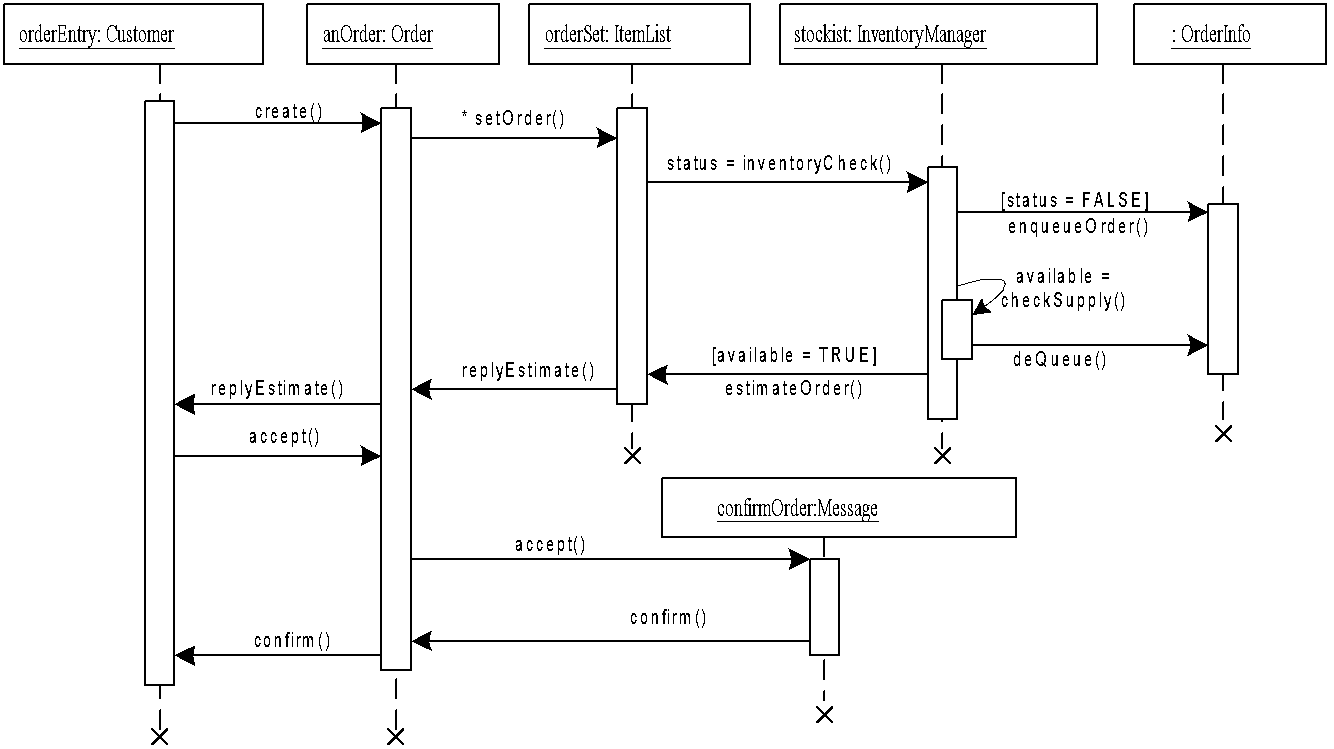 orderEntry: Customer
anOrder: Order
orderSet: ItemList
stockist: InventoryManager
: OrderInfo
create()
* setOrder()
status = inventoryCheck()
[status = FALSE]
enqueueOrder()
available =
checkSupply()
[available = TRUE]
estimateOrder()
deQueue()
replyEstimate()
replyEstimate()
accept()
confirmOrder:Message
accept()
confirm()
confirm()